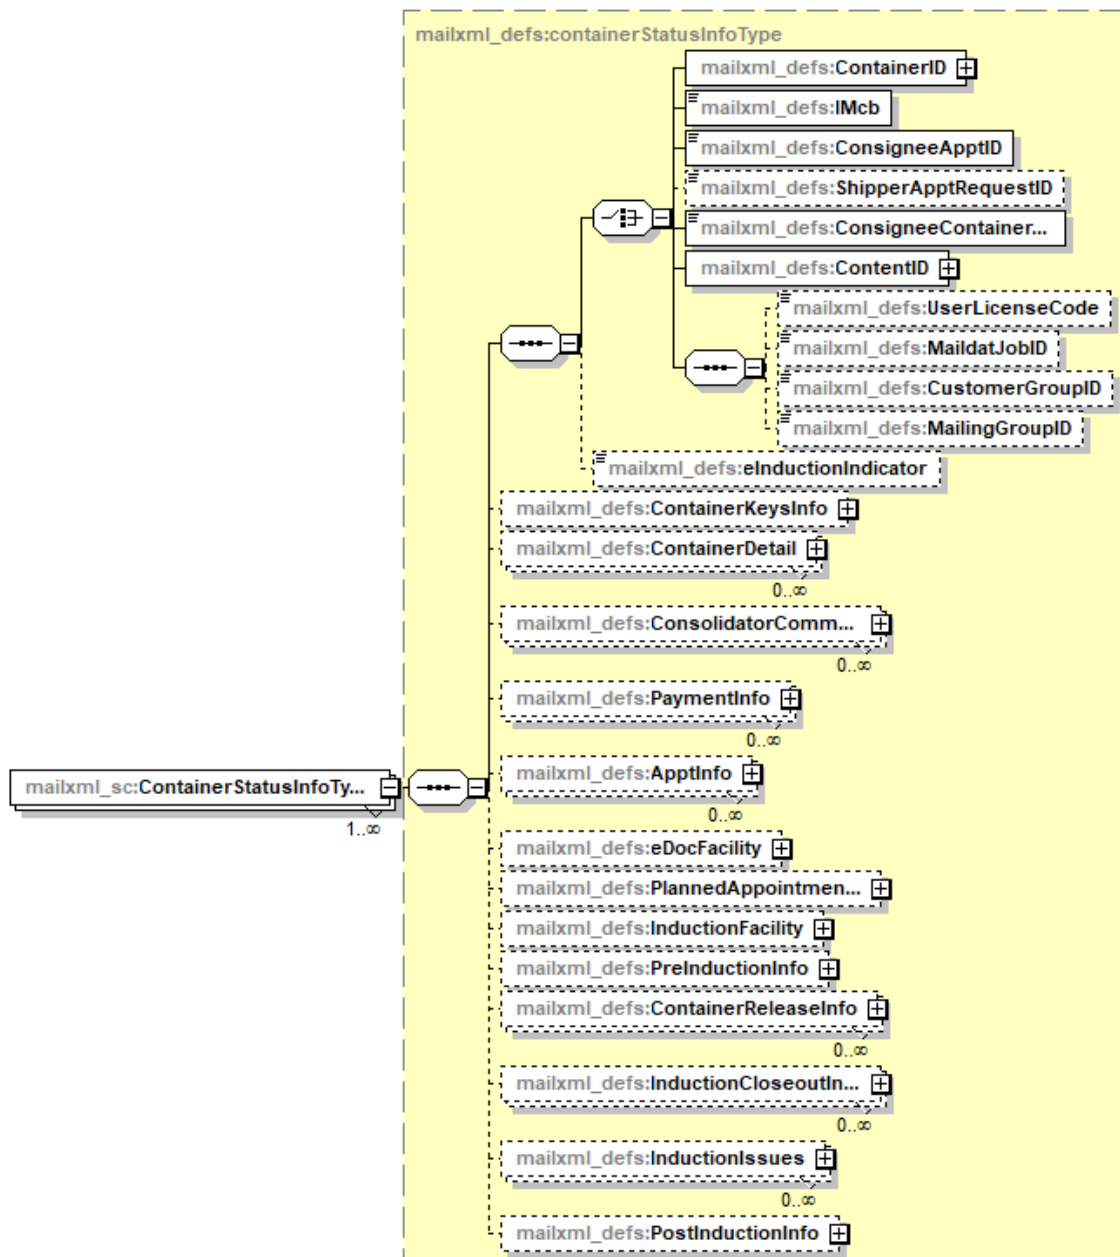 mailxml_defs:containerStatusInfoType
mailxml_defs:ContainerID
mailxml_defs:IMcb
mailxml_defs:ConsigneeApptID
mailxml_defs:ShipperApptRequestID
mailxml_defs:ConsigneeContainer...
mailxml_defs:ContentID
mailxml_defs:UserLicenseCode
mailxml_defs:MaildatJobID
mailxml_defs:CustomerGroupID
mailxml_defs:MailingGroupID
mailxml_defs:eInductionIndicator
mailxml_defs:ContainerKeysInfo
mailxml_defs:ContainerDetail
0..∞
mailxml_defs:ConsolidatorComm...
0..∞
mailxml_defs:PaymentInfo
0..∞
mailxml_defs:ApptInfo
mailxml_sc:ContainerStatusInfoTy...
0..∞
1..∞
mailxml_defs:eDocFacility
mailxml_defs:PlannedAppointmen...
mailxml_defs:InductionFacility
mailxml_defs:PreInductionInfo
mailxml_defs:ContainerReleaseInfo
0..∞
mailxml_defs:InductionCloseoutIn...
0..∞
mailxml_defs:InductionIssues
0..∞
mailxml_defs:PostInductionInfo